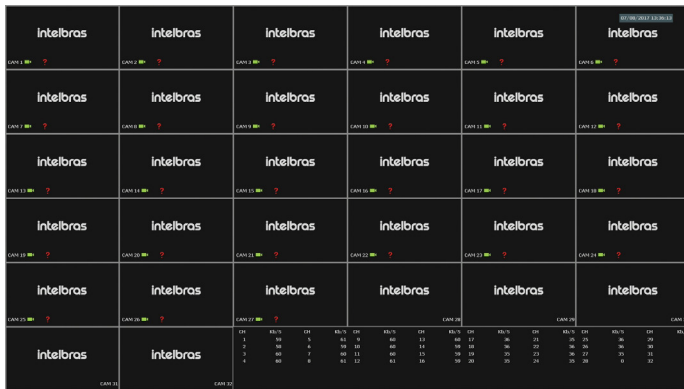 07/08/2017 13:36:13
intelbras intelbras intelbras intelbras intelbras intelbras
CAM 1 ? CAM 2 ? CAM 3 ? CAM 4 ? CAM 5 ? CAM 6 ?
intelbras intelbras intelbras intelbras intelbras intelbras
CAM 7 ? CAM 8 ? CAM 9 ? CAM 10 ? CAM 11 ? CAM 12 ?
intelbras intelbras intelbras intelbras intelbras intelbras
CAM 13 ? CAM 14 ? CAM 15 ? CAM 16 ? CAM 17 ? CAM 18 ?
intelbras intelbras intelbras intelbras intelbras intelbras
CAM 19 ? CAM 20 ? CAM 21 ? CAM 22 ? CAM 23 ? CAM 24 ?
intelbras intelbras intelbras intelbras intelbras intelbras
CAM 25 ? CAM 26 ? CAM 27 ? CAM 28 CAM 29 CAM
intelbras intelbras
CAM 31 CAM 32
CH Kb/S CH Kb/S CH Kb/S CH Kb/S CH Kb/S CH Kb/S CH Kb/S CH
1 59 5 61 9 60 13 60 17 36 21 35 25 36 29
2 59 6 59 10 60 14 59 18 36 22 36 26 36 30
3 60 7 60 11 60 15 59 19 35 23 36 27 35 31
4 60 8 61 12 61 16 59 20 35 24 35 28 0 32